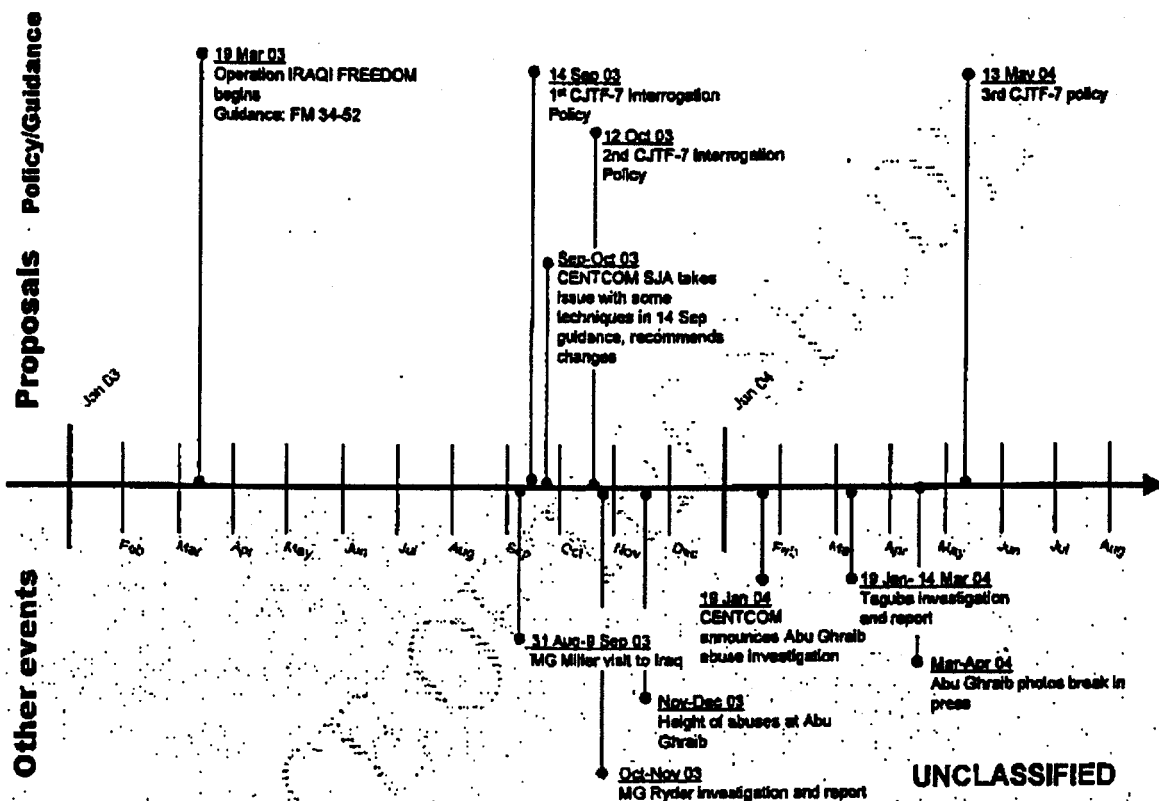 Proposals · Policy/Guidance
19 Mar 03
Operation IRAQI FREEDOM
begins
Guidance: FM 34-52
14 Sep 03
1st CJTF-7 Interrogation
Policy
12 Oct 03
2nd CJTF-7 Interrogation
Policy
13 May 04
3rd CJTF-7 policy
Sep-Oct 03
CENTCOM SJA takes
issue with some
techniques in 14 Sep
guidance, recommends
changes
Jan 03
Jun 04
Feb
Mar
Apr
May
Jun
Jul
Aug
Sep
Oct
Nov
Dec
Feb
Mar
Apr
May
Jun
Jul
Aug
Other events
31 Aug-9 Sep 03
MG Miller visit to Iraq
19 Jan 04
CENTCOM
announces Abu Ghraib
abuse investigation
19 Jan- 14 Mar 04
Taguba investigation
and report
Mar-Apr 04
Abu Ghraib photos break in
press
Nov-Dec 03
Height of abuses at Abu
Ghraib
Oct-Nov 03
MG Ryder investigation and report
UNCLASSIFIED